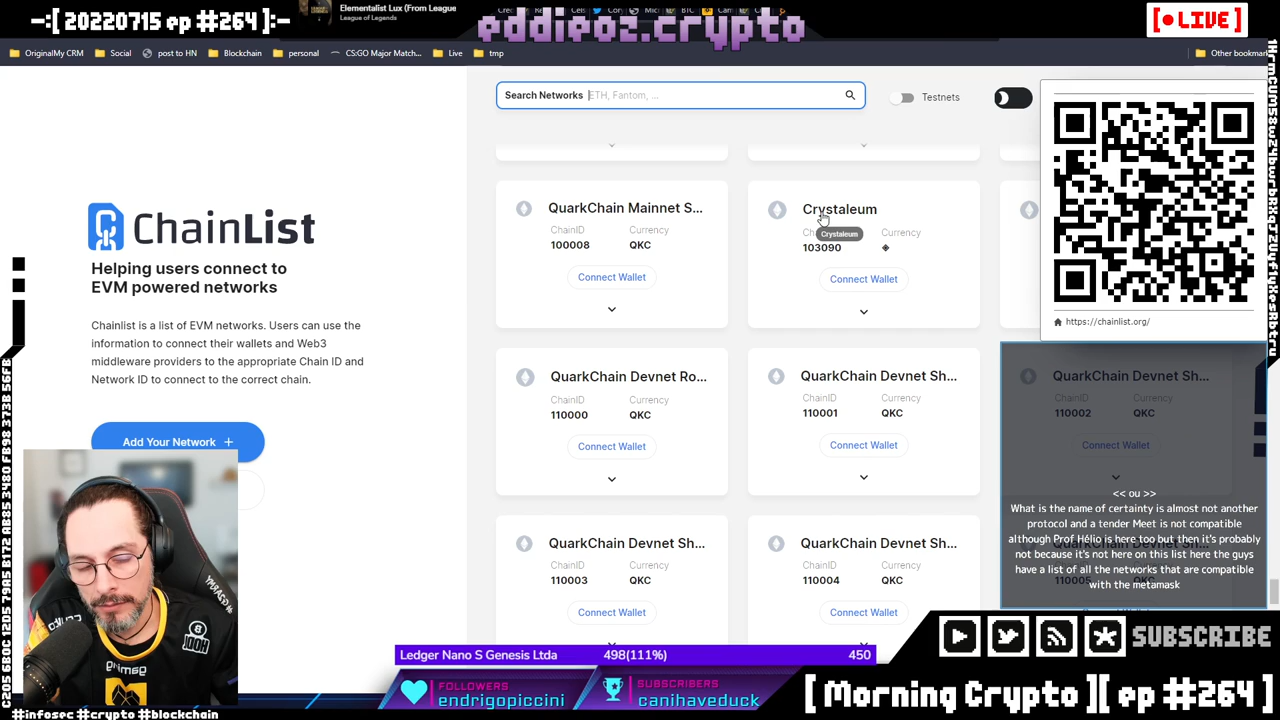 -:[ 20220715 ep #264 ]:-
Elementalist Lux (From League
League of Legends
eddieoz.crypto
[● LIVE]
OriginalMy CRM
Social
post to HN
Blockchain
personal
CS:GO Major Match...
Live
tmp
Other bookmar
Search Networks ETH, Fantom, ...
Testnets
ChainList
Helping users connect to
EVM powered networks
Chainlist is a list of EVM networks. Users can use the
information to connect their wallets and Web3
middleware providers to the appropriate Chain ID and
Network ID to connect to the correct chain.
Add Your Network +
QuarkChain Mainnet S...
ChainID Currency
100008 QKC
Connect Wallet
Crystaleum
Currency
Crystaleum
103090 ◈
Connect Wallet
https://chainlist.org/
QuarkChain Devnet Ro...
ChainID Currency
110000 QKC
Connect Wallet
QuarkChain Devnet Sh...
ChainID Currency
110001 QKC
Connect Wallet
QuarkChain Devnet Sh...
ChainID Currency
110002 QKC
Connect Wallet
QuarkChain Devnet Sh...
ChainID Currency
110003 QKC
Connect Wallet
QuarkChain Devnet Sh...
ChainID Currency
110004 QKC
Connect Wallet
<< ou >>
What is the name of certainty is almost not another
protocol and a tender Meet is not compatible
although Prof Hélio is here too but then it's probably
not because it's not here on this list here the guys
have a list of all the networks that are compatible
with the metamask
Ledger Nano S Genesis Ltda 498(111%) 450
FOLLOWERS
endrigopiccini
SUBSCRIBERS
canihaveduck
SUBSCRIBE
[ Morning Crypto ][ ep #264 ]
#infosec #crypto #blockchain